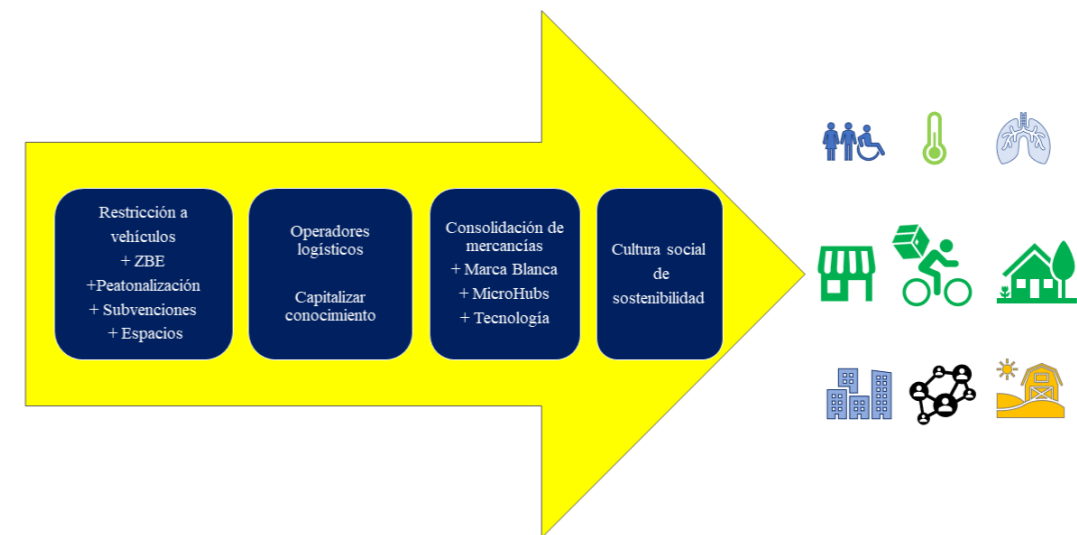 Restricción a
vehículos
+ ZBE
+Peatonalización
+ Subvenciones
+ Espacios
Operadores
logísticos
Capitalizar
conocimiento
Consolidación de
mercancías
+ Marca Blanca
+ MicroHubs
+ Tecnología
Cultura social
de
sostenibilidad